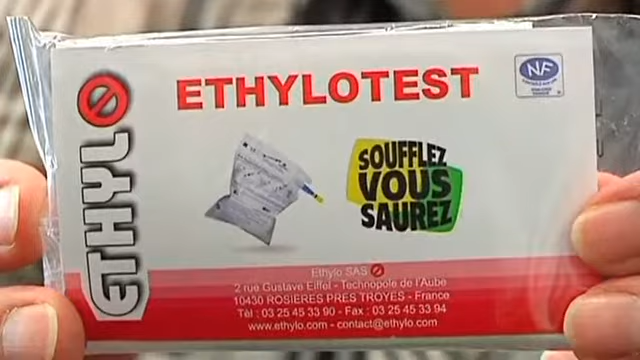 ETHYLO
ETHYLOTEST
NF
SOUFFLEZ
VOUS
SAUREZ
Ethylo SAS
2 rue Gustave Eiffel - Technopole de l'Aube
10430 ROSIERES PRES TROYES - France
Tél : 03 25 45 33 90 - Fax : 03 25 45 33 94
www.ethylo.com - contact@ethylo.com